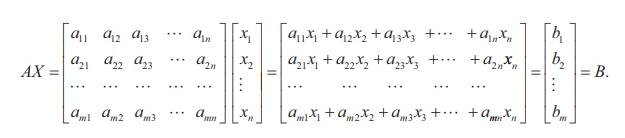 AX = [a₁₁ a₁₂ a₁₃ ⋯ a₁ₙ] [x₁] = [a₁₁x₁ + a₁₂x₂ + a₁₃x₃ + ⋯ + a₁ₙxₙ] = [b₁] = B.
[a₂₁ a₂₂ a₂₃ ⋯ a₂ₙ] [x₂] [a₂₁x₁ + a₂₂x₂ + a₂₃x₃ + ⋯ + a₂ₙxₙ] [b₂]
[⋯ ⋯ ⋯ ⋯] [⋮] [⋯ ⋯ ⋯ ⋯] [⋮]
[aₘ₁ aₘ₂ aₘ₃ ⋯ aₘₙ] [xₙ] [aₘ₁x₁ + aₘ₂x₂ + aₘ₃x₃ + ⋯ + aₘₙxₙ] [bₘ]